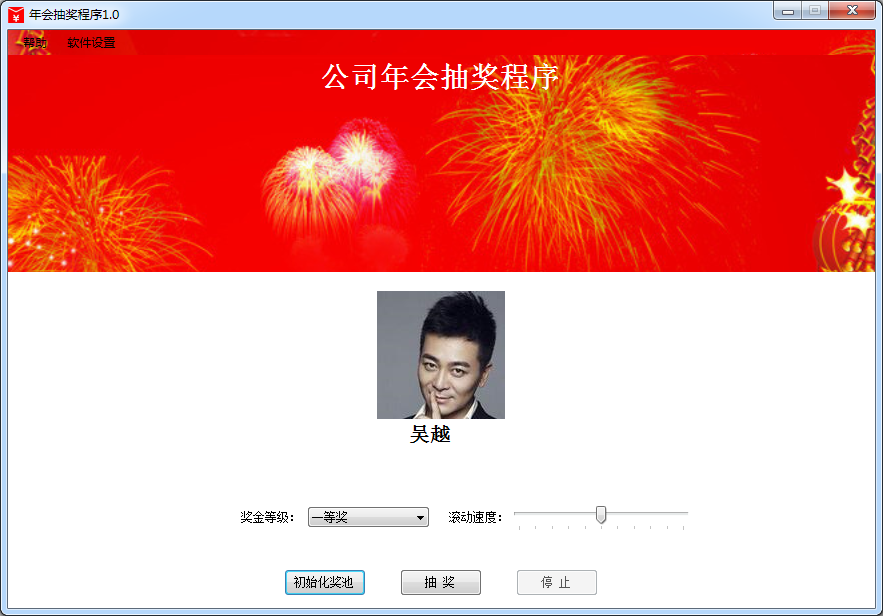 年会抽奖程序1.0
帮助 软件设置
公司年会抽奖程序
吴越
奖金等级： 一等奖 滚动速度：
初始化奖池 抽 奖 停 止